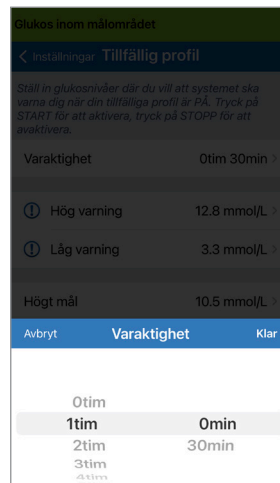 Glukos inom målområdet
< Inställningar Tillfällig profil
Ställ in glukosnivåer där du vill att systemet ska
varna dig när din tillfälliga profil är PÅ. Tryck på
START för att aktivera, tryck på STOPP för att
avaktivera.
Varaktighet 0tim 30min >
Hög varning 12.8 mmol/L >
Låg varning 3.3 mmol/L >
Högt mål 10.5 mmol/L >
Avbryt Varaktighet Klar
0tim
1tim 0min
2tim 30min
3tim
4tim